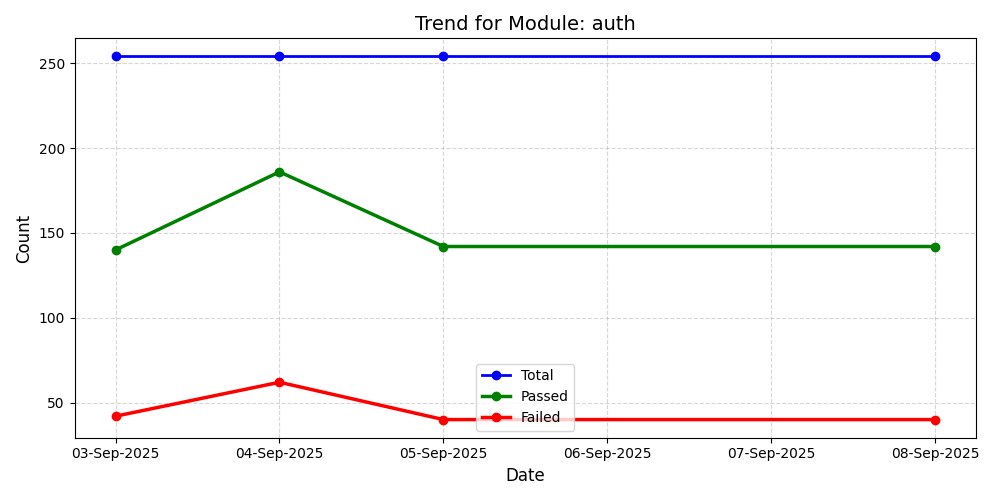 Trend for Module: auth
Count
250
200
150
100
50
Total
Passed
Failed
03-Sep-2025 04-Sep-2025 05-Sep-2025 06-Sep-2025 07-Sep-2025 08-Sep-2025
Date